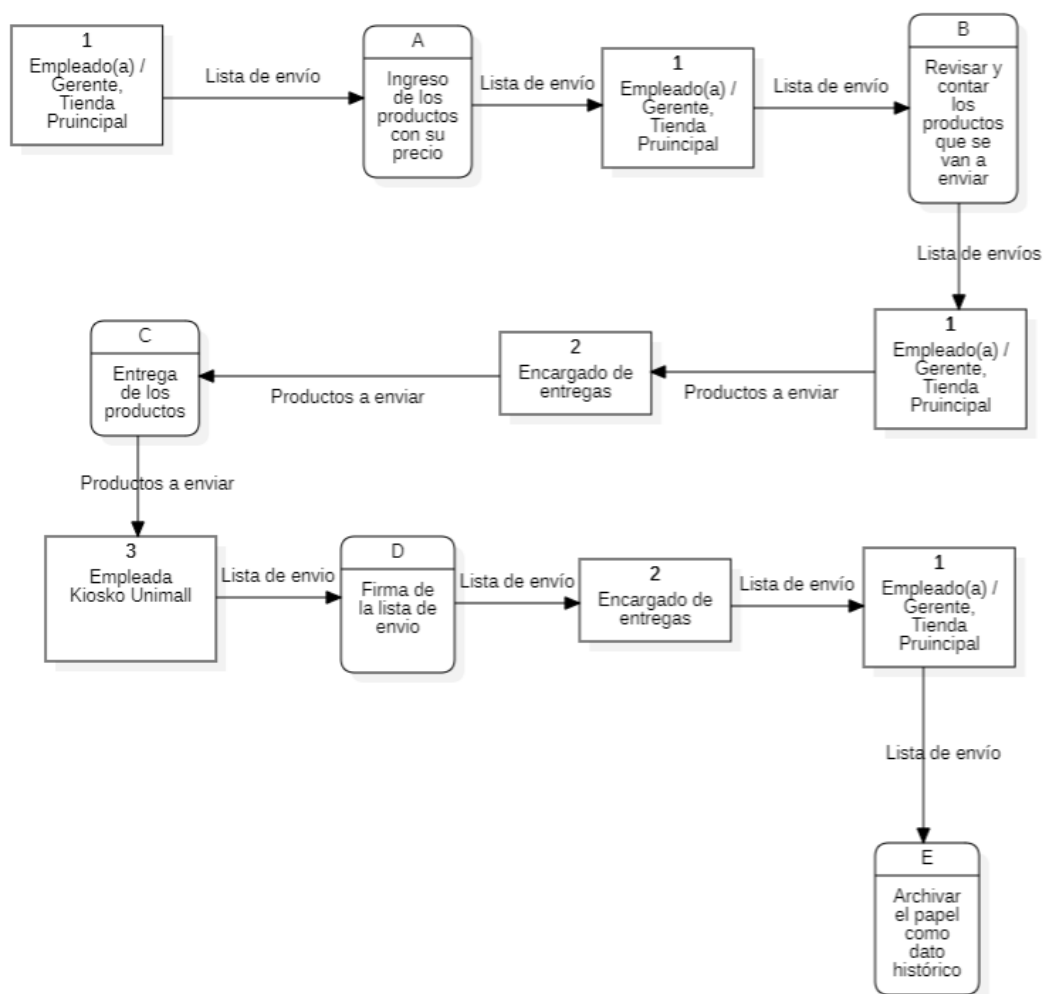 1
Empleado(a) /
Gerente,
Tienda
Pruincipal
Lista de envío
A
Ingreso
de los
productos
con su
precio
Lista de envío
1
Empleado(a) /
Gerente,
Tienda
Pruincipal
Lista de envío
B
Revisar y
contar
los
productos
que se
van a
enviar
Lista de envíos
1
Empleado(a) /
Gerente,
Tienda
Pruincipal
Productos a enviar
2
Encargado de
entregas
Productos a enviar
C
Entrega
de los
productos
Productos a enviar
3
Empleada
Kiosko Unimall
Lista de envio
D
Firma de
la lista de
envio
Lista de envío
2
Encargado de
entregas
Lista de envío
1
Empleado(a) /
Gerente,
Tienda
Pruincipal
Lista de envío
E
Archivar
el papel
como
dato
histórico